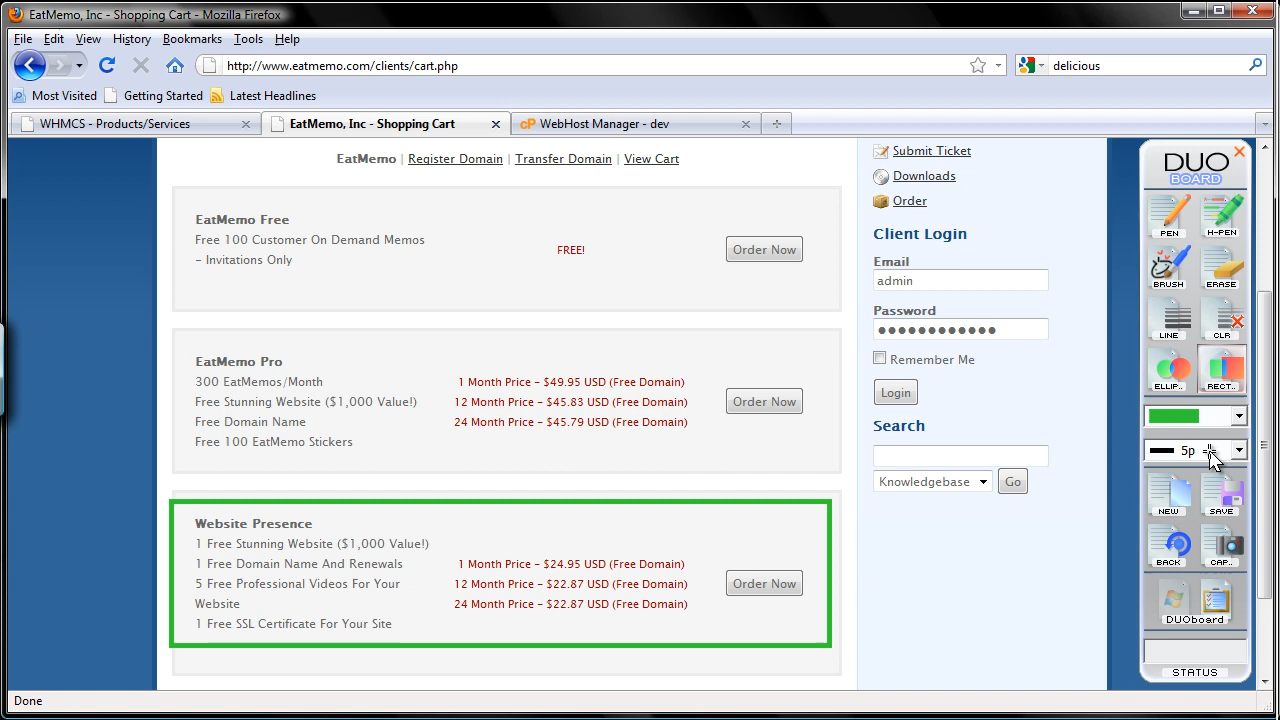 EatMemo, Inc - Shopping Cart - Mozilla Firefox
File Edit View History Bookmarks Tools Help
http://www.eatmemo.com/clients/cart.php
delicious
Most Visited Getting Started Latest Headlines
WHMCS - Products/Services
EatMemo, Inc - Shopping Cart
cP WebHost Manager - dev
EatMemo | Register Domain | Transfer Domain | View Cart
EatMemo Free
Free 100 Customer On Demand Memos
- Invitations Only
FREE!
Order Now
EatMemo Pro
300 EatMemos/Month
Free Stunning Website ($1,000 Value!)
Free Domain Name
Free 100 EatMemo Stickers
1 Month Price - $49.95 USD (Free Domain)
12 Month Price - $45.83 USD (Free Domain)
24 Month Price - $45.79 USD (Free Domain)
Order Now
Website Presence
1 Free Stunning Website ($1,000 Value!)
1 Free Domain Name And Renewals
5 Free Professional Videos For Your
Website
1 Free SSL Certificate For Your Site
1 Month Price - $24.95 USD (Free Domain)
12 Month Price - $22.87 USD (Free Domain)
24 Month Price - $22.87 USD (Free Domain)
Order Now
Submit Ticket
Downloads
Order
Client Login
Email
admin
Password
Remember Me
Login
Search
Knowledgebase
Go
DUO
BOARD
PEN
H-PEN
BRUSH
ERASE
LINE
CLR
ELLIP..
RECT..
5p
NEW
SAVE
BACK
CAP..
DUOboard
STATUS
Done